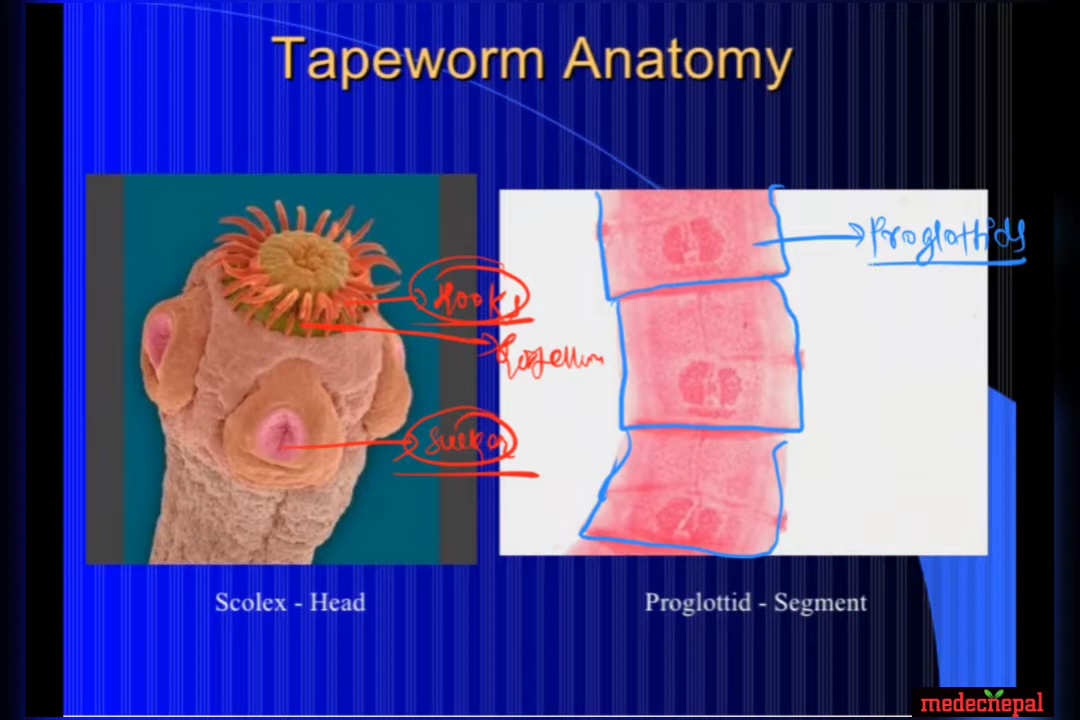 Tapeworm Anatomy
Proglottids
Hooks
Sucker
Scolex - Head
Proglottid - Segment
medecnepal